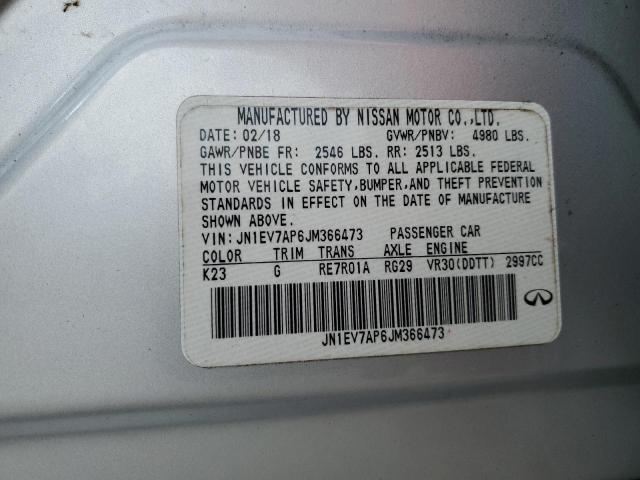 MANUFACTURED BY NISSAN MOTOR CO.,LTD.
DATE: 02/18 GVWR/PNBV: 4980 LBS.
GAWR/PNBE FR: 2546 LBS. RR: 2513 LBS.
THIS VEHICLE CONFORMS TO ALL APPLICABLE FEDERAL
MOTOR VEHICLE SAFETY,BUMPER,AND THEFT PREVENTION
STANDARDS IN EFFECT ON THE DATE OF MANUFACTURE
SHOWN ABOVE.
VIN: JN1EV7AP6JM366473 PASSENGER CAR
COLOR TRIM TRANS AXLE ENGINE
K23 G RE7R01A RG29 VR30(DDTT) 2997CC
JN1EV7AP6JM366473